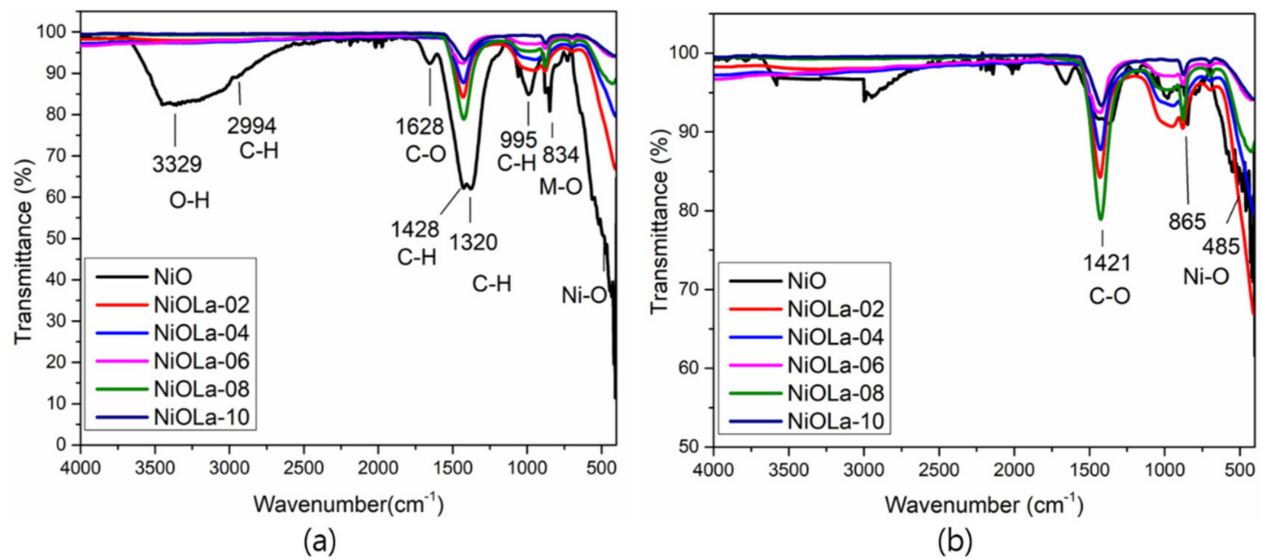 Transmittance (%)
100
90
80
70
60
50
40
30
20
10
0
3329
O-H
2994
C-H
1628
C-O
1428
C-H
1320
C-H
995
C-H
834
M-O
Ni-O
NiO
NiOLa-02
NiOLa-04
NiOLa-06
NiOLa-08
NiOLa-10
4000 3500 3000 2500 2000 1500 1000 500
Wavenumber(cm-1)
(a)
Transmittance (%)
100
90
80
70
60
50
1421
C-O
865
485
Ni-O
NiO
NiOLa-02
NiOLa-04
NiOLa-06
NiOLa-08
NiOLa-10
4000 3500 3000 2500 2000 1500 1000 500
Wavenumber (cm-1)
(b)